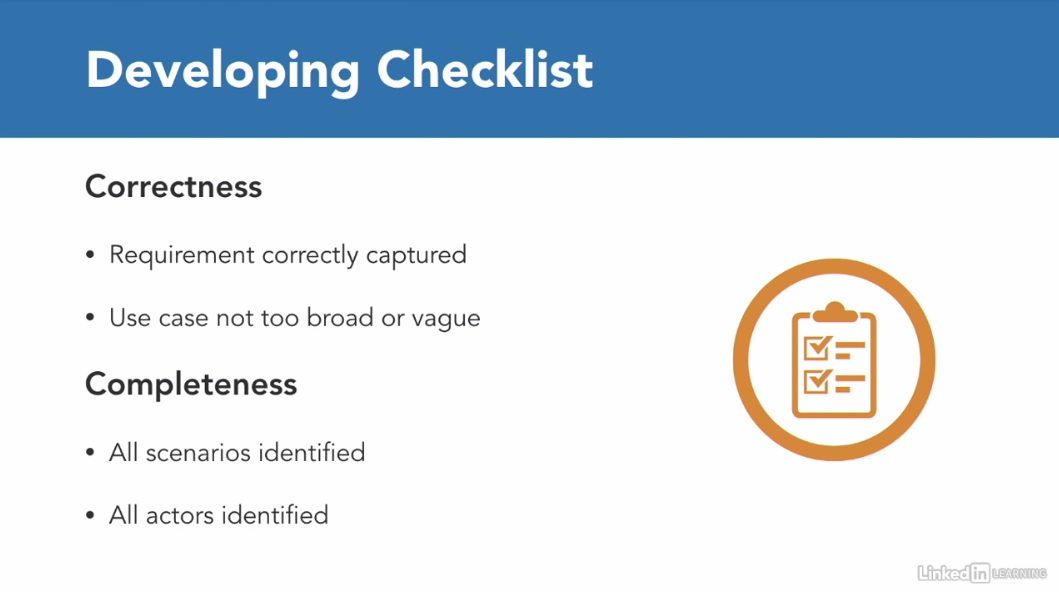 Developing Checklist
Correctness
• Requirement correctly captured
• Use case not too broad or vague
Completeness
• All scenarios identified
• All actors identified
Linked in LEARNING